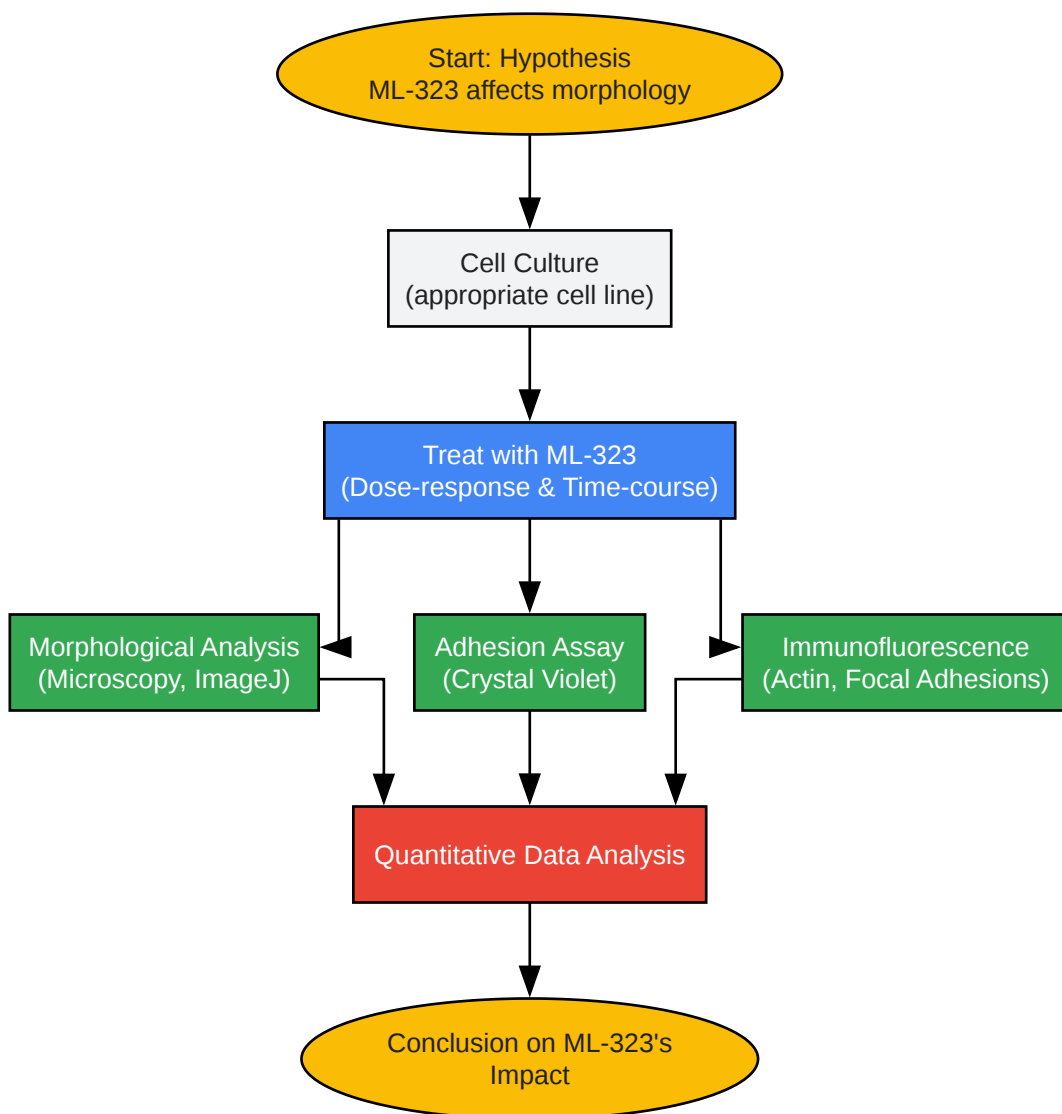 Start: Hypothesis
ML-323 affects morphology
Cell Culture
(appropriate cell line)
Treat with ML-323
(Dose-response & Time-course)
Morphological Analysis
(Microscopy, ImageJ)
Adhesion Assay
(Crystal Violet)
Immunofluorescence
(Actin, Focal Adhesions)
Quantitative Data Analysis
Conclusion on ML-323's
Impact